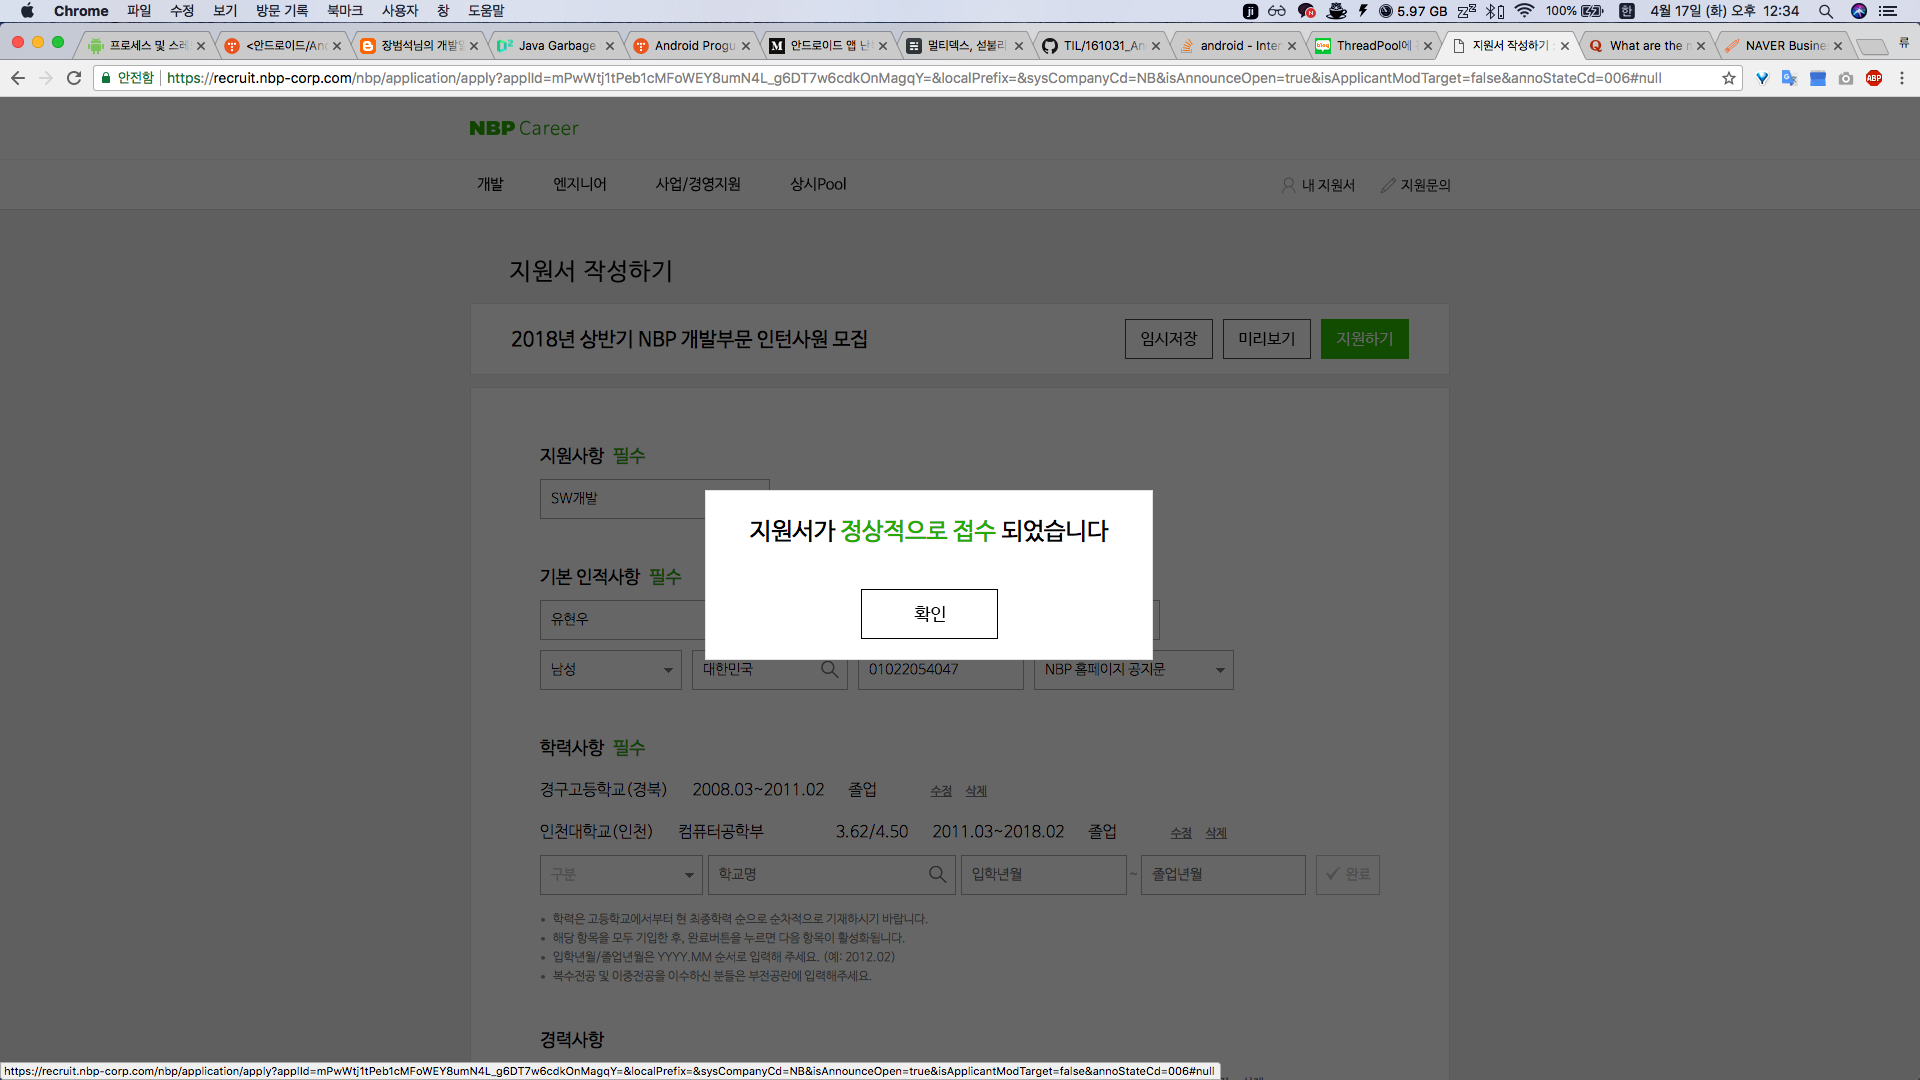 Chrome 파일 수정 보기 방문 기록 북마크 사용자 창 도움말 5.97 GB 100% 한 4월 17일 (화) 오후 12:34
프로세스 및 스레 <안드로이드/An 장범석님의 개발 Java Garbage Android Progu 안드로이드 앱 난 멀티덱스, 섣불리 TIL/161031_An android - Inter ThreadPool에 지원서 작성하기 What are the NAVER Busine 류
안전함 https://recruit.nbp-corp.com/nbp/application/apply?applId=mPwWtj1tPeb1cMFoWEY8umN4L_g6DT7w6cdkOnMagqY=&localPrefix=&sysCompanyCd=NB&isAnnounceOpen=true&isApplicantModTarget=false&annoStateCd=006#null ABP
NBP Career
개발 엔지니어 사업/경영지원 상시Pool 내 지원서 지원문의
지원서 작성하기
2018년 상반기 NBP 개발부문 인턴사원 모집 임시저장 미리보기 지원하기
지원사항 필수
SW개발
지원서가 정상적으로 접수 되었습니다
확인
기본 인적사항 필수
유현우
남성 대한민국 01022054047 NBP 홈페이지 공지문
학력사항 필수
경구고등학교(경북) 2008.03~2011.02 졸업 수정 삭제
인천대학교(인천) 컴퓨터공학부 3.62/4.50 2011.03~2018.02 졸업 수정 삭제
구분 학교명 입학년월 ~ 졸업년월 완료
• 학력은 고등학교에서부터 현 최종학력 순으로 순차적으로 기재하시기 바랍니다.
• 해당 항목을 모두 기입한 후, 완료버튼을 누르면 다음 항목이 활성화됩니다.
• 입학년월/졸업년월은 YYYY.MM 순서로 입력해 주세요. (예: 2012.02)
• 복수전공 및 이중전공을 이수하신 분들은 부전공란에 입력해주세요.
경력사항
https://recruit.nbp-corp.com/nbp/application/apply?applId=mPwWtj1tPeb1cMFoWEY8umN4L_g6DT7w6cdkOnMagqY=&localPrefix=&sysCompanyCd=NB&isAnnounceOpen=true&isApplicantModTarget=false&annoStateCd=006#null